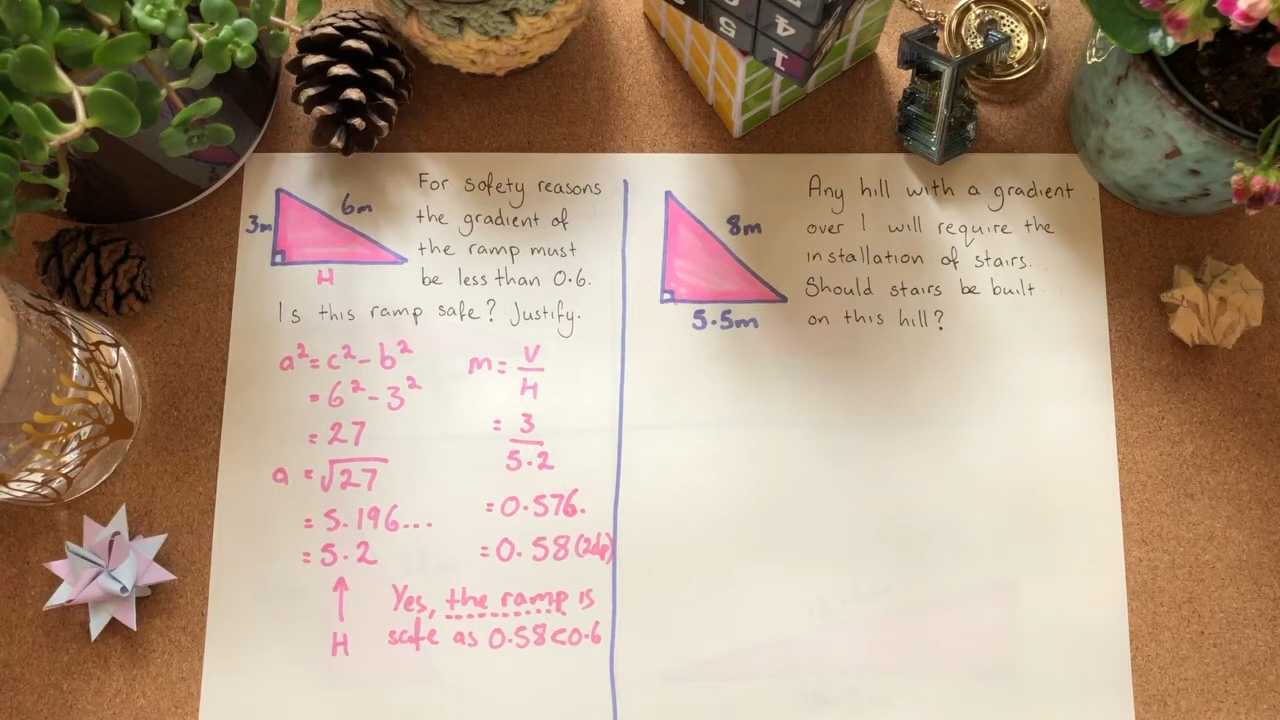 3m
6m
H
For safety reasons
the gradient of
the ramp must
be less than 0.6.
Is this ramp safe? Justify.
a² = c² - b²
= 6² - 3²
= 27
a = √27
= 5.196...
= 5.2
↑
H
m = V/H
= 3/5.2
= 0.576.
= 0.58 (2dp)
Yes, the ramp is
safe as 0.58<0.6
8m
5.5m
Any hill with a gradient
over 1 will require the
installation of stairs.
Should stairs be built
on this hill?
5
4
1